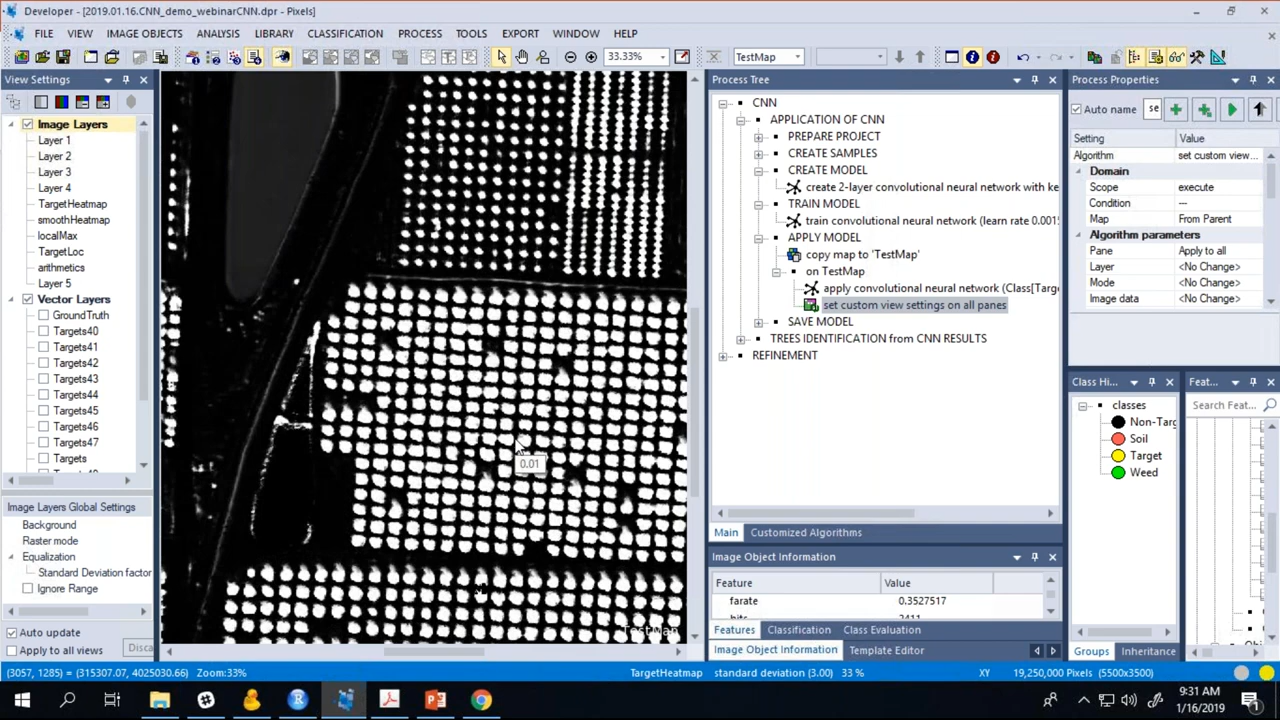 Developer - [2019.01.16.CNN_demo_webinarCNN.dpr - Pixels]
FILE VIEW IMAGE OBJECTS ANALYSIS LIBRARY CLASSIFICATION PROCESS TOOLS EXPORT WINDOW HELP
33.33% TestMap
View Settings
Image Layers
Layer 1
Layer 2
Layer 3
Layer 4
TargetHeatmap
smoothHeatmap
localMax
TargetLoc
arithmetics
Layer 5
Vector Layers
GroundTruth
Targets40
Targets41
Targets42
Targets43
Targets44
Targets45
Targets46
Targets47
Targets
Image Layers Global Settings
Background
Raster mode
Equalization
Standard Deviation factor
Ignore Range
Auto update
Apply to all views Disca
0.01
TestMap
Process Tree
CNN
APPLICATION OF CNN
PREPARE PROJECT
CREATE SAMPLES
CREATE MODEL
create 2-layer convolutional neural network with ke
TRAIN MODEL
train convolutional neural network (learn rate 0.001
APPLY MODEL
copy map to 'TestMap'
on TestMap
apply convolutional neural network (Class[Targe
set custom view settings on all panes
SAVE MODEL
TREES IDENTIFICATION from CNN RESULTS
REFINEMENT
Main Customized Algorithms
Image Object Information
Feature Value
farate 0.3527517
hits 2411
Features Classification Class Evaluation
Image Object Information Template Editor
Process Properties
Auto name se
Setting Value
Algorithm set custom view...
Domain
Scope execute
Condition ---
Map From Parent
Algorithm parameters
Pane Apply to all
Layer <No Change>
Mode <No Change>
Image data <No Change>
Class Hi...
classes
Non-Targ
Soil
Target
Weed
Groups Inheritance
Feat...
Search Feat...
(3057, 1285) = (315307.07, 4025030.66) Zoom:33% TargetHeatmap standard deviation (3.00) 33 % XY 19,250,000 Pixels (5500x3500)
9:31 AM
1/16/2019